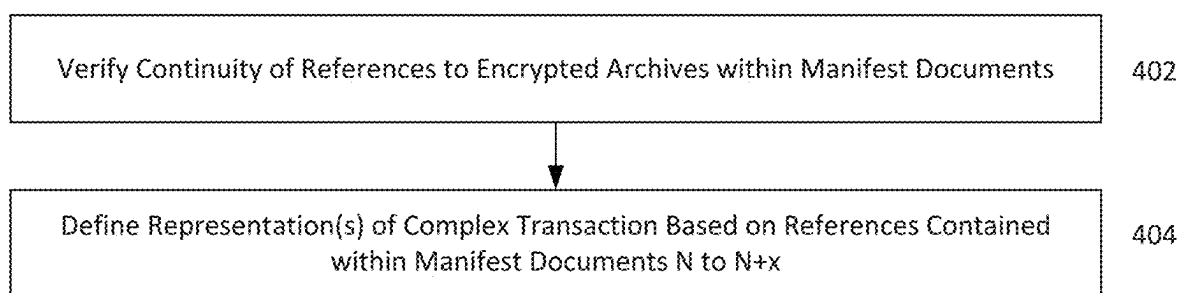 Verify Continuity of References to Encrypted Archives within Manifest Documents
402
Define Representation(s) of Complex Transaction Based on References Contained
within Manifest Documents N to N+x
404